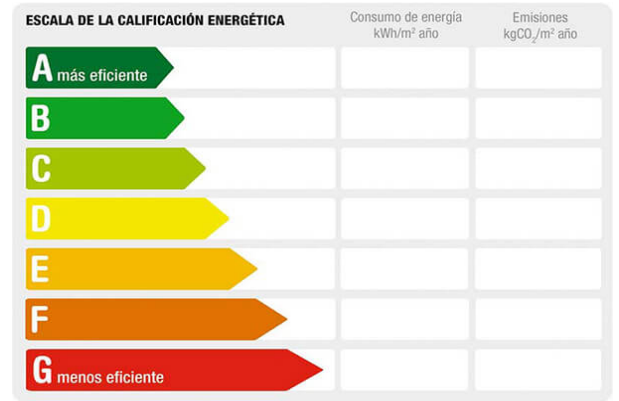 ESCALA DE LA CALIFICACIÓN ENERGÉTICA
Consumo de energía
kWh/m² año
Emisiones
kgCO₂/m² año
A más eficiente
B
C
D
E
F
G menos eficiente